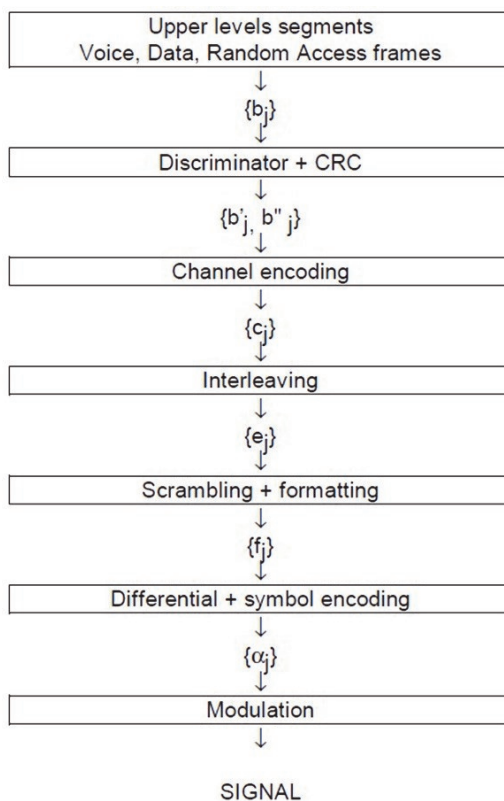 Upper levels segments
Voice, Data, Random Access frames
↓
{bj}
↓
Discriminator + CRC
↓
{b'j, b" j}
↓
Channel encoding
↓
{cj}
↓
Interleaving
↓
{ej}
↓
Scrambling + formatting
↓
{fj}
↓
Differential + symbol encoding
↓
{αj}
↓
Modulation
↓
SIGNAL